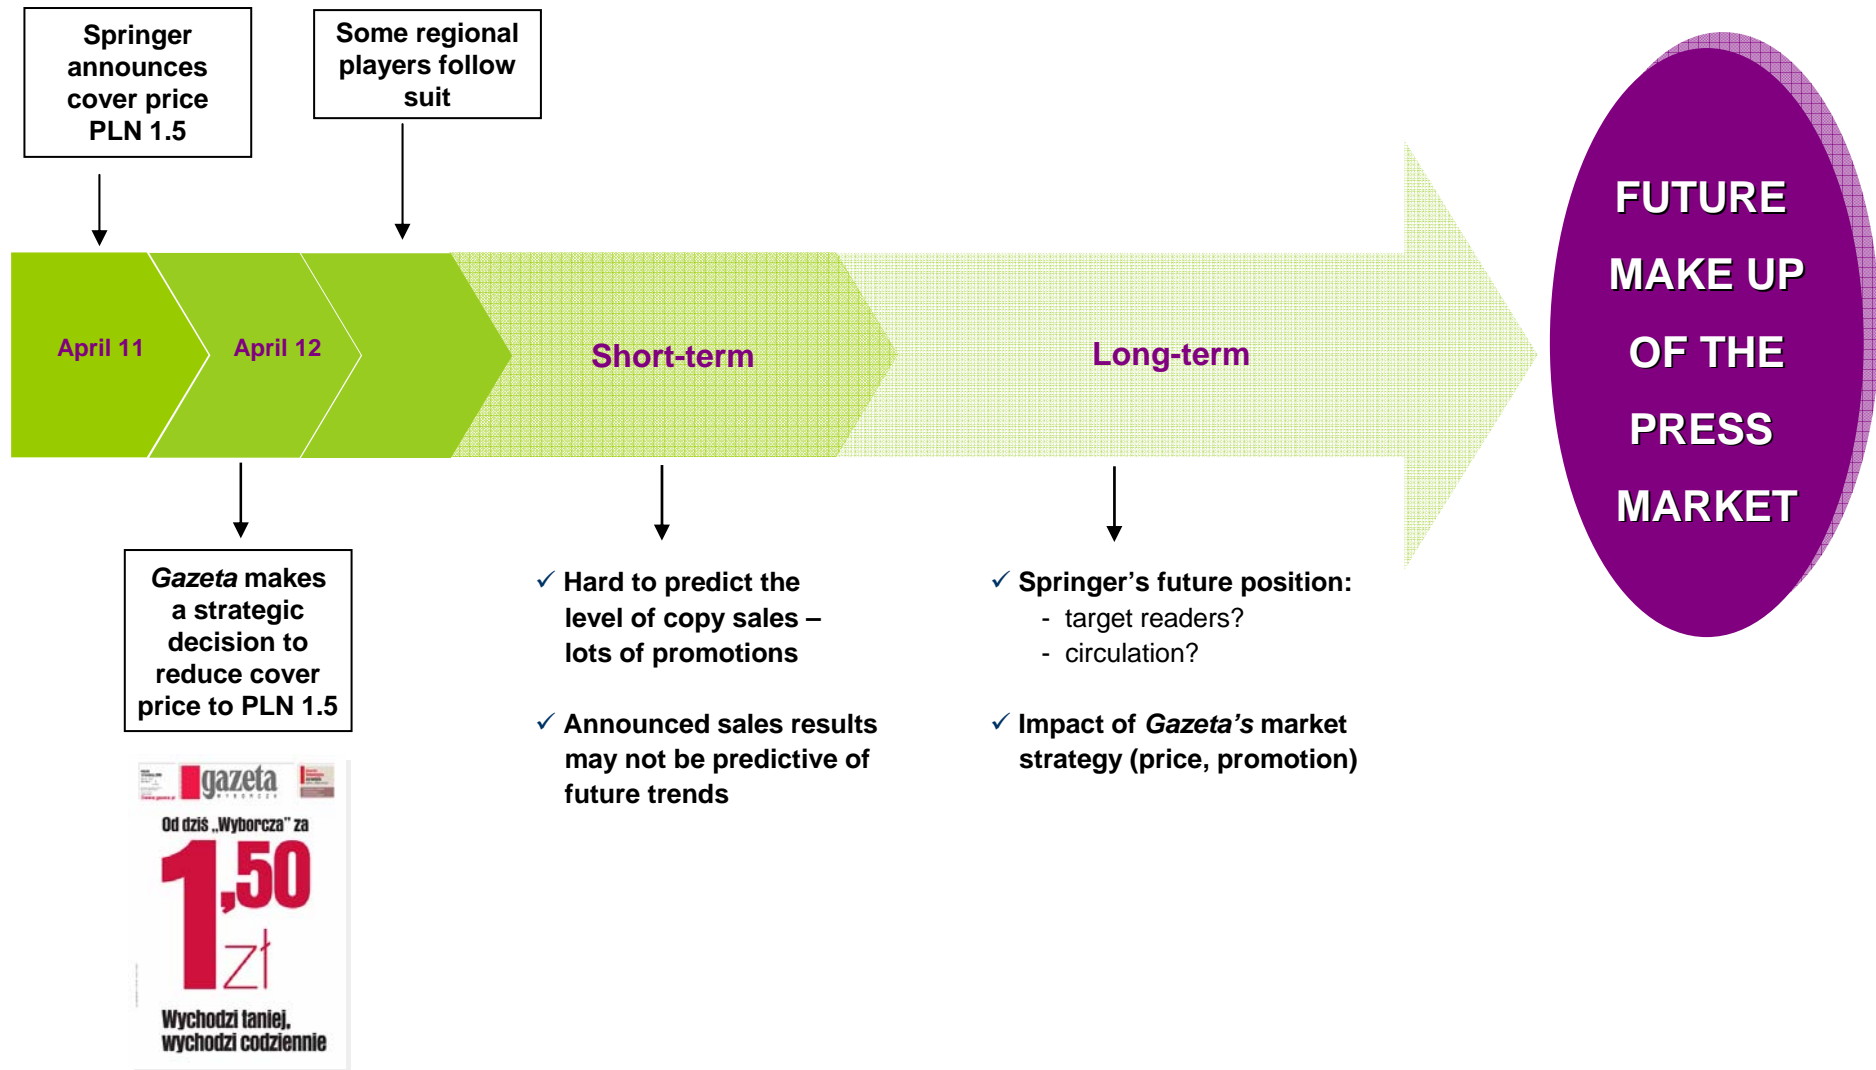 Springer
announces
cover price
PLN 1.5
Some regional
players follow
suit
April 11
April 12
Short-term
Long-term
FUTURE
MAKE UP
OF THE
PRESS
MARKET
Gazeta makes
a strategic
decision to
reduce cover
price to PLN 1.5
✓ Hard to predict the
level of copy sales –
lots of promotions
✓ Announced sales results
may not be predictive of
future trends
✓ Springer’s future position:
- target readers?
- circulation?
✓ Impact of Gazeta’s market
strategy (price, promotion)
gazeta
WYBORCZA
Od dziś „Wyborcza” za
1,50
zł
Wychodzi taniej,
wychodzi codziennie